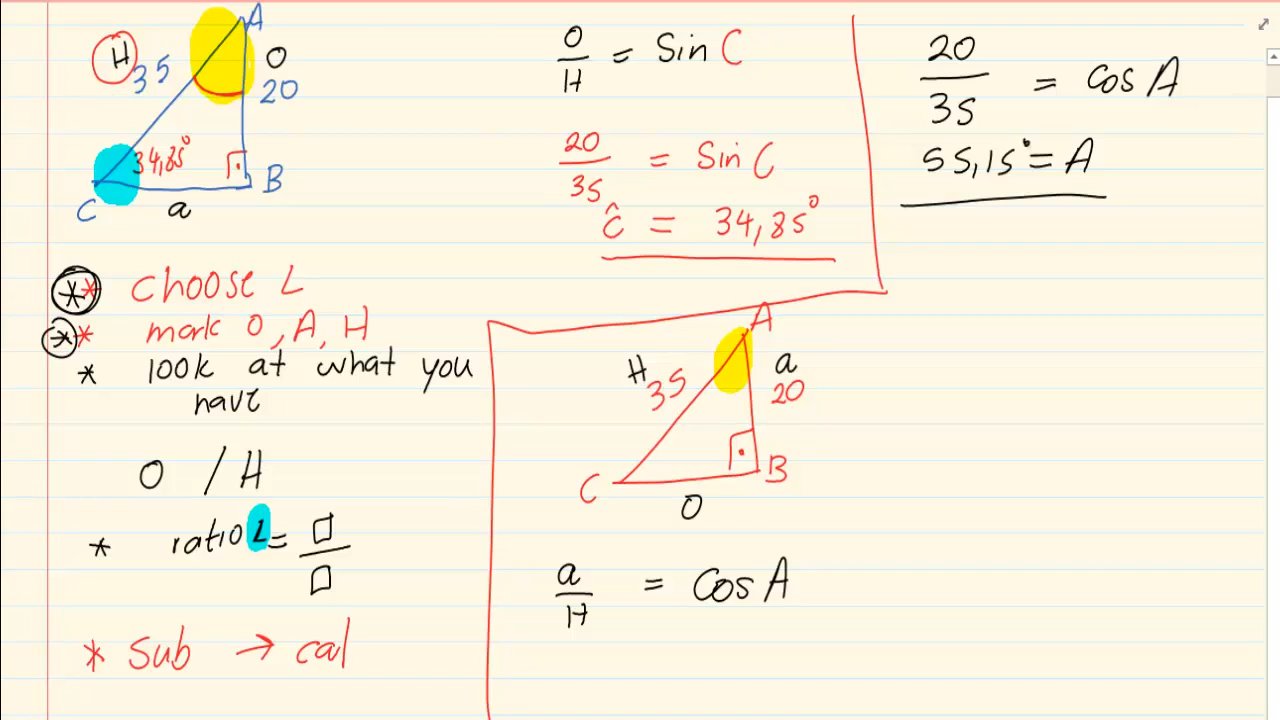 A
H
35
O
20
34,85°
C
a
B
** choose L
** mark O, A, H
* look at what you
have
O / H
* ratio L = □/□
* sub → cal
O/H = Sin C
20/35 = Sin C
ĉ = 34,85°
20/35 = cos A
55,15° = A
A
H
35
a
20
C
B
O
a/H = cos A